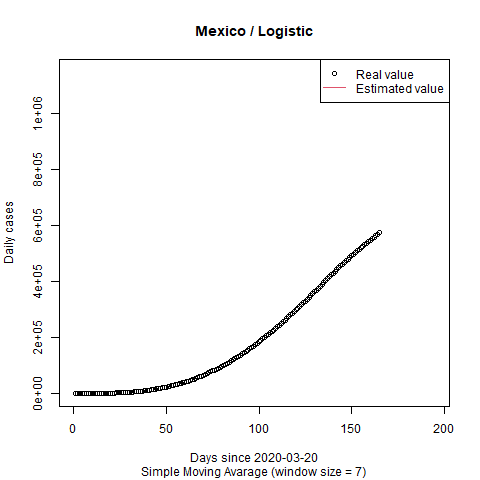 Mexico / Logistic
Real value
Estimated value
Daily cases
0e+00
2e+05
4e+05
6e+05
8e+05
1e+06
0
50
100
150
200
Days since 2020-03-20
Simple Moving Avarage (window size = 7)